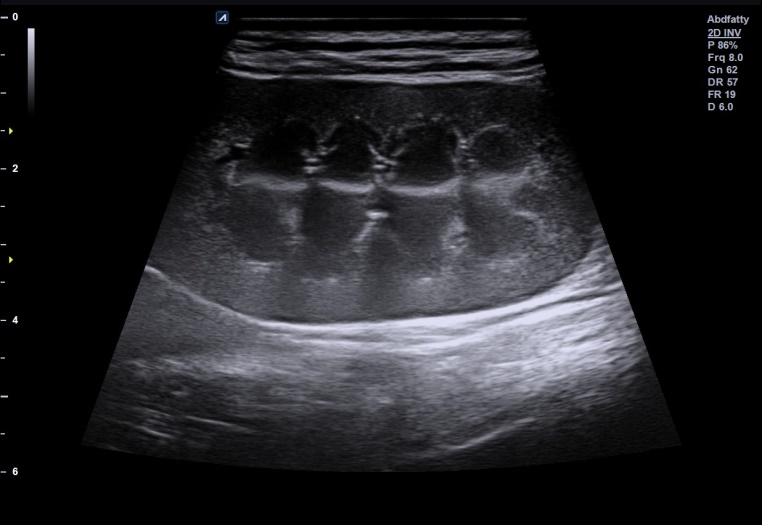 0
2
4
6
Abdfatty
2D INV
P 86%
Frq 8.0
Gn 62
DR 57
FR 19
D 6.0